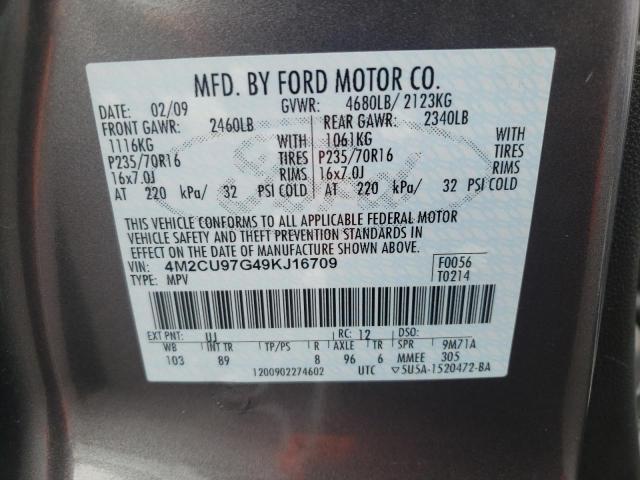 MFD. BY FORD MOTOR CO.
DATE: 02/09 GVWR: 4680LB/ 2123KG
FRONT GAWR: 2460LB REAR GAWR: 2340LB
1116KG WITH 1061KG WITH
P235/70R16 TIRES P235/70R16 TIRES
16x7.0J RIMS 16x7.0J RIMS
AT 220 kPa/ 32 PSI COLD AT 220 kPa/ 32 PSI COLD
THIS VEHICLE CONFORMS TO ALL APPLICABLE FEDERAL MOTOR
VEHICLE SAFETY AND THEFT PREVENTION STANDARDS IN
EFFECT ON THE DATE OF MANUFACTURE SHOWN ABOVE.
VIN: 4M2CU97G49KJ16709 F0056
TYPE: MPV T0214
EXT PNT: UJ RC: 12 DSO:
WB INT TR TP/PS R AXLE TR SPR 9M71A
103 89 8 96 6 MMEE 305
1200902274602 UTC ▽5U5A-1520472-BA